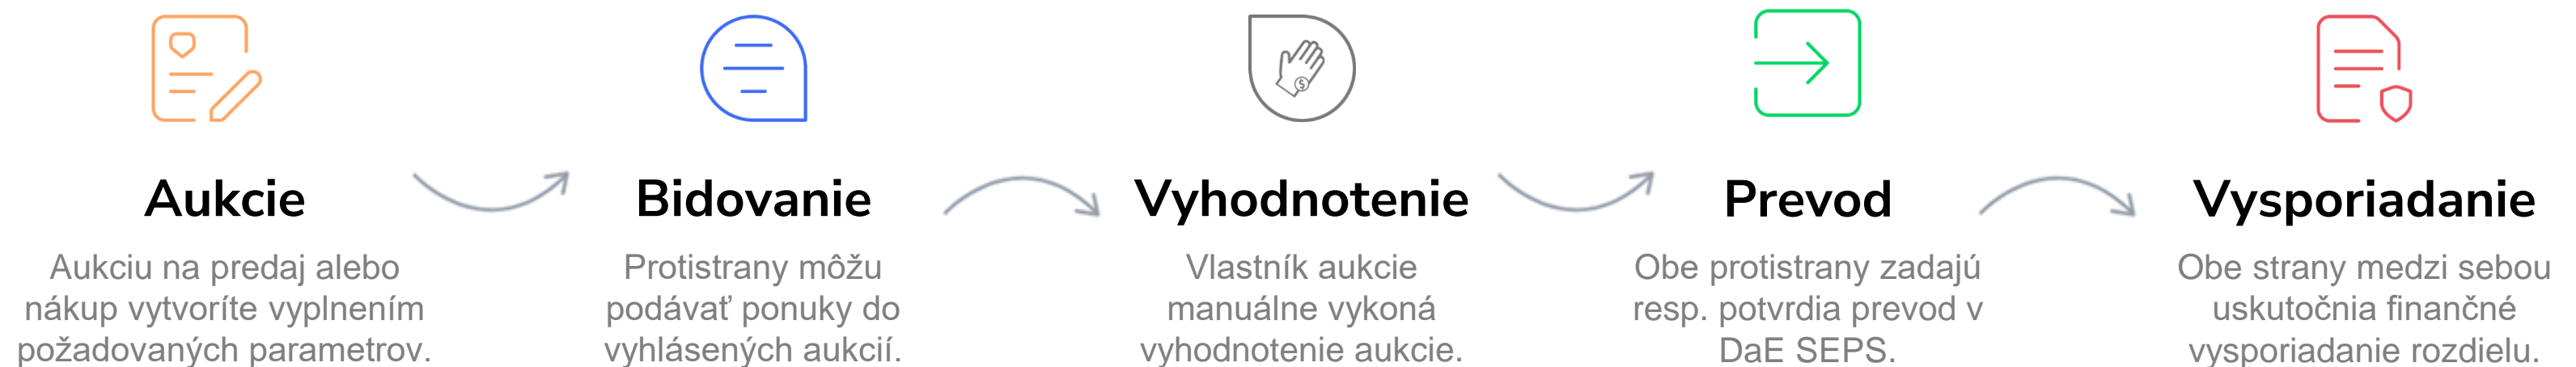 Aukcie
Aukciu na predaj alebo
nákup vytvoríte vyplnením
požadovaných parametrov.
Bidovanie
Protistrany môžu
podávať ponuky do
vyhlásených aukcií.
Vyhodnotenie
Vlastník aukcie
manuálne vykoná
vyhodnotenie aukcie.
Prevod
Obe protistrany zadajú
resp. potvrdia prevod v
DaE SEPS.
Vysporiadanie
Obe strany medzi sebou
uskutočnia finančné
vysporiadanie rozdielu.